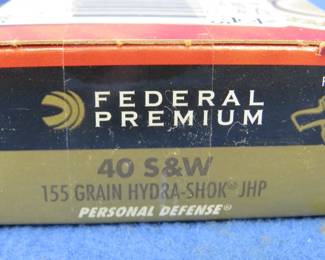 FEDERAL
PREMIUM
40 S&W
155 GRAIN HYDRA-SHOK® JHP
PERSONAL DEFENSE®